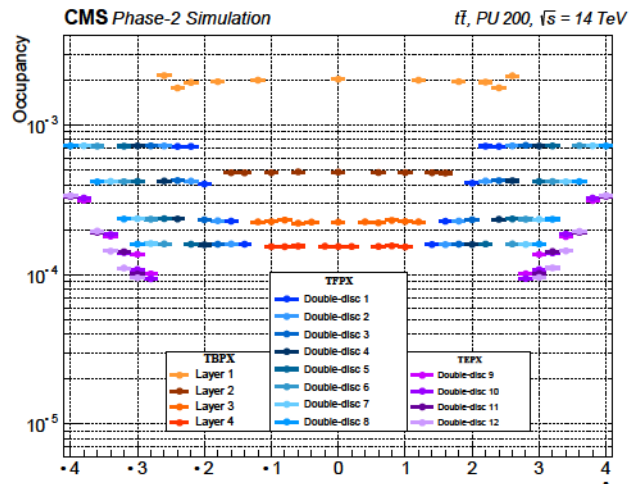 CMS Phase-2 Simulation
tt̄, PU 200, √s = 14 TeV
Occupancy
10⁻³
10⁻⁴
10⁻⁵
TBPX
Layer 1
Layer 2
Layer 3
Layer 4
TFPX
Double-disc 1
Double-disc 2
Double-disc 3
Double-disc 4
Double-disc 5
Double-disc 6
Double-disc 7
Double-disc 8
TEPX
Double-disc 9
Double-disc 10
Double-disc 11
Double-disc 12
•4 •3 •2 •1 0 1 2 3 4